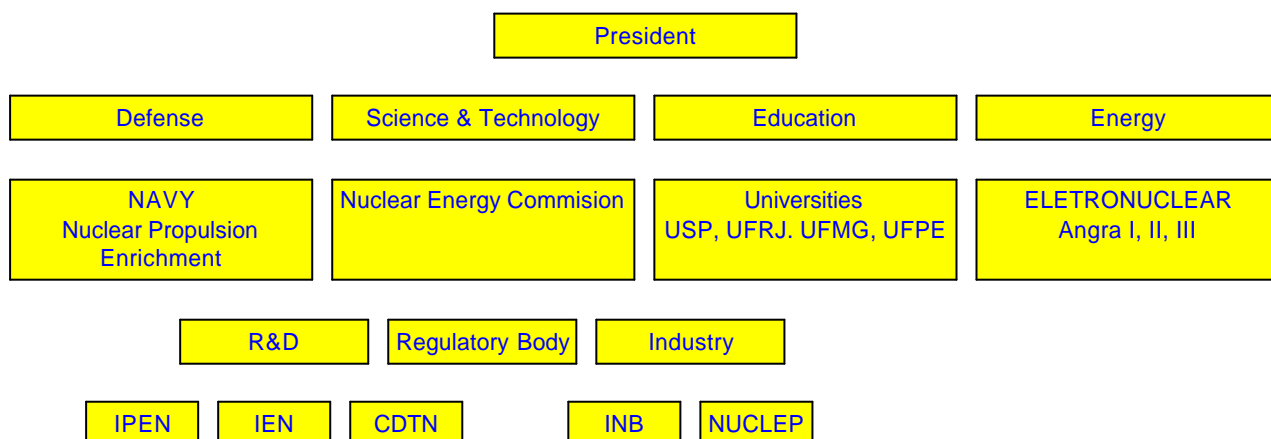 President
Defense
Science & Technology
Education
Energy
NAVY
Nuclear Propulsion
Enrichment
Nuclear Energy Commision
Universities
USP, UFRJ. UFMG, UFPE
ELETRONUCLEAR
Angra I, II, III
R&D
Regulatory Body
Industry
IPEN
IEN
CDTN
INB
NUCLEP